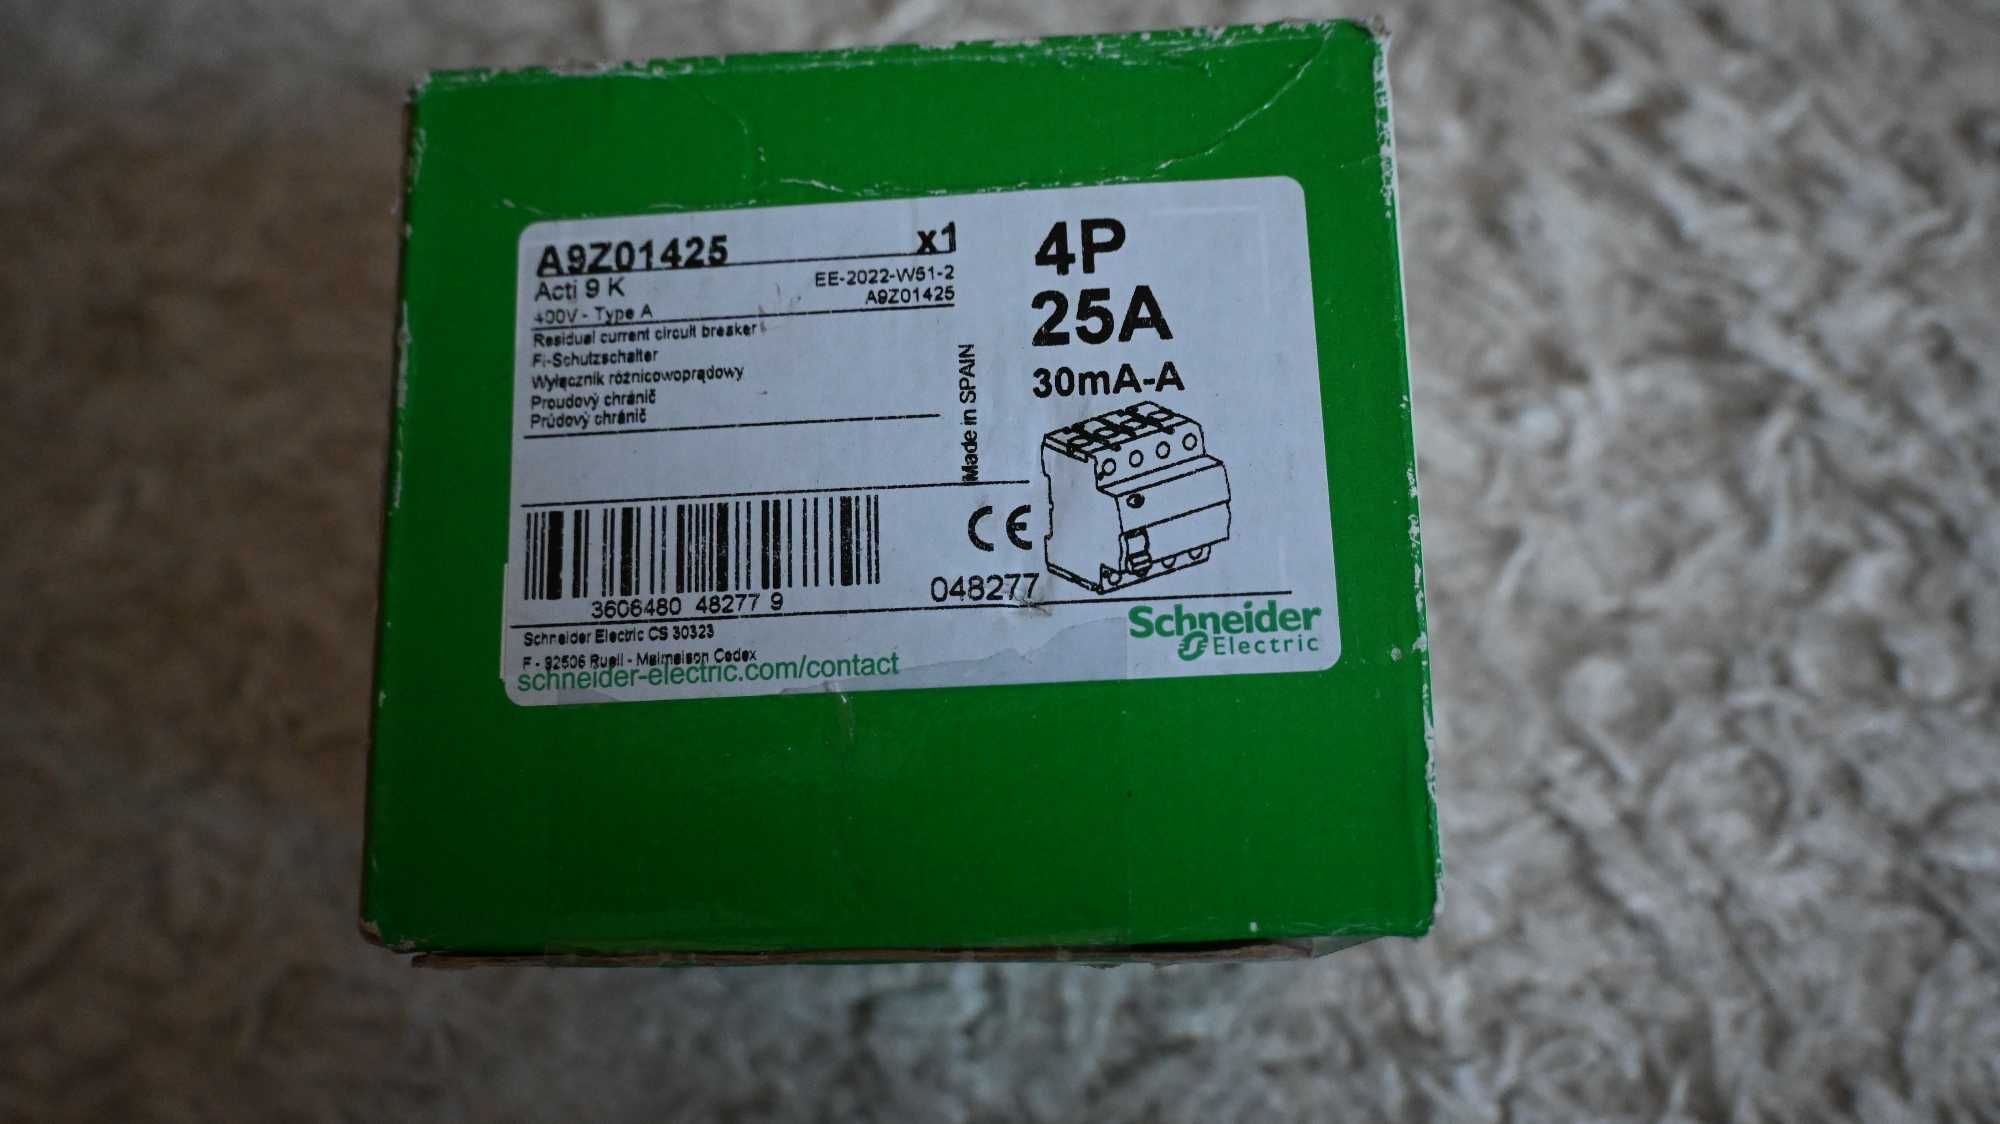 A9Z01425 x1
Acti 9 K EE-2022-W51-2
400V - Type A A9Z01425
Residual current circuit breaker
Fi-Schutzschalter
Wyłącznik różnicowoprądowy
Proudový chránič
Prúdový chránič
Made in SPAIN
4P
25A
30mA-A
CE
3606480 48277 9
048277
Schneider Electric CS 30323
F - 92506 Rueil - Malmaison Cedex
schneider-electric.com/contact
Schneider
Electric